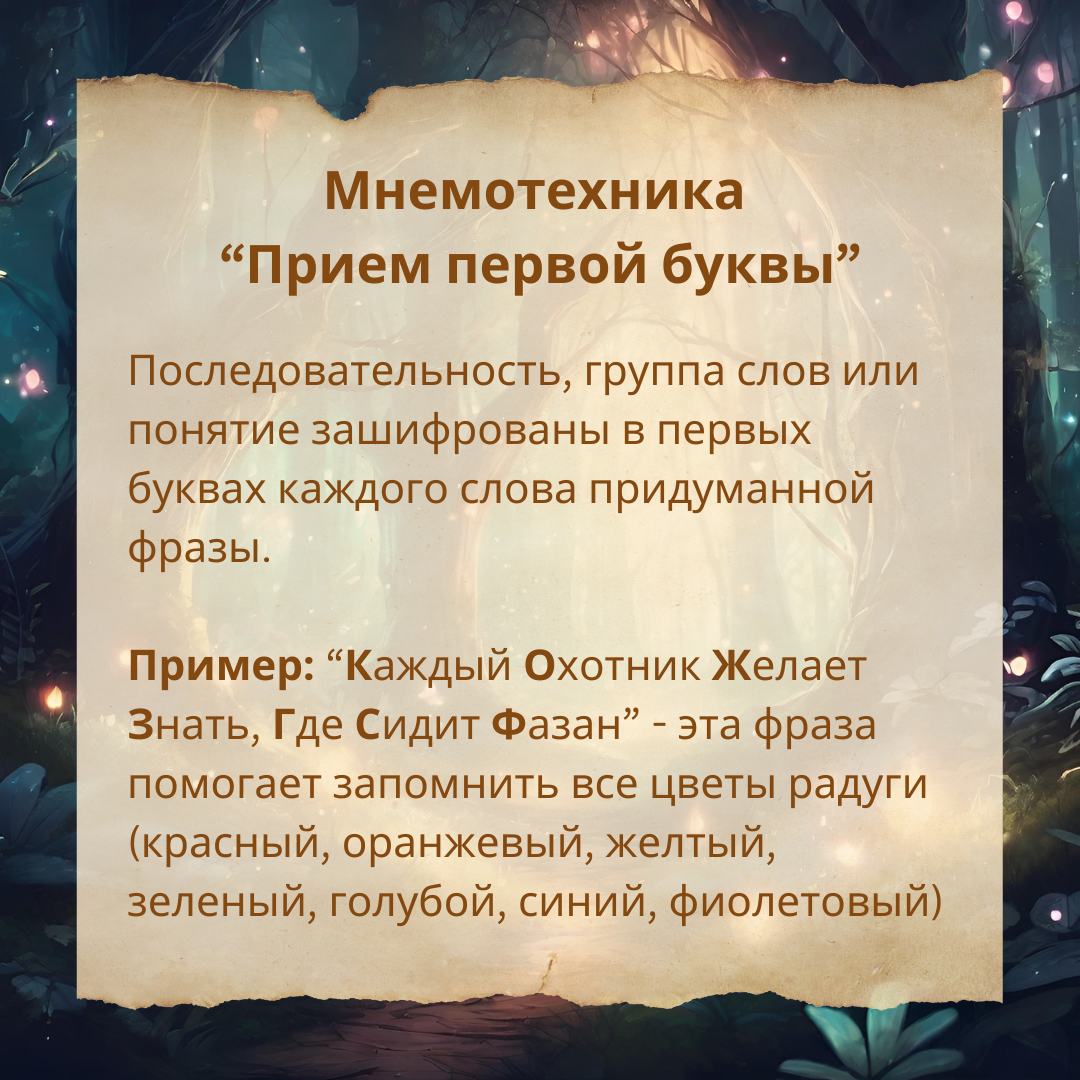 Мнемотехника
“Прием первой буквы”
Последовательность, группа слов или
понятие зашифрованы в первых
буквах каждого слова придуманной
фразы.
Пример: “Каждый Охотник Желает
Знать, Где Сидит Фазан” - эта фраза
помогает запомнить все цветы радуги
(красный, оранжевый, желтый,
зеленый, голубой, синий, фиолетовый)